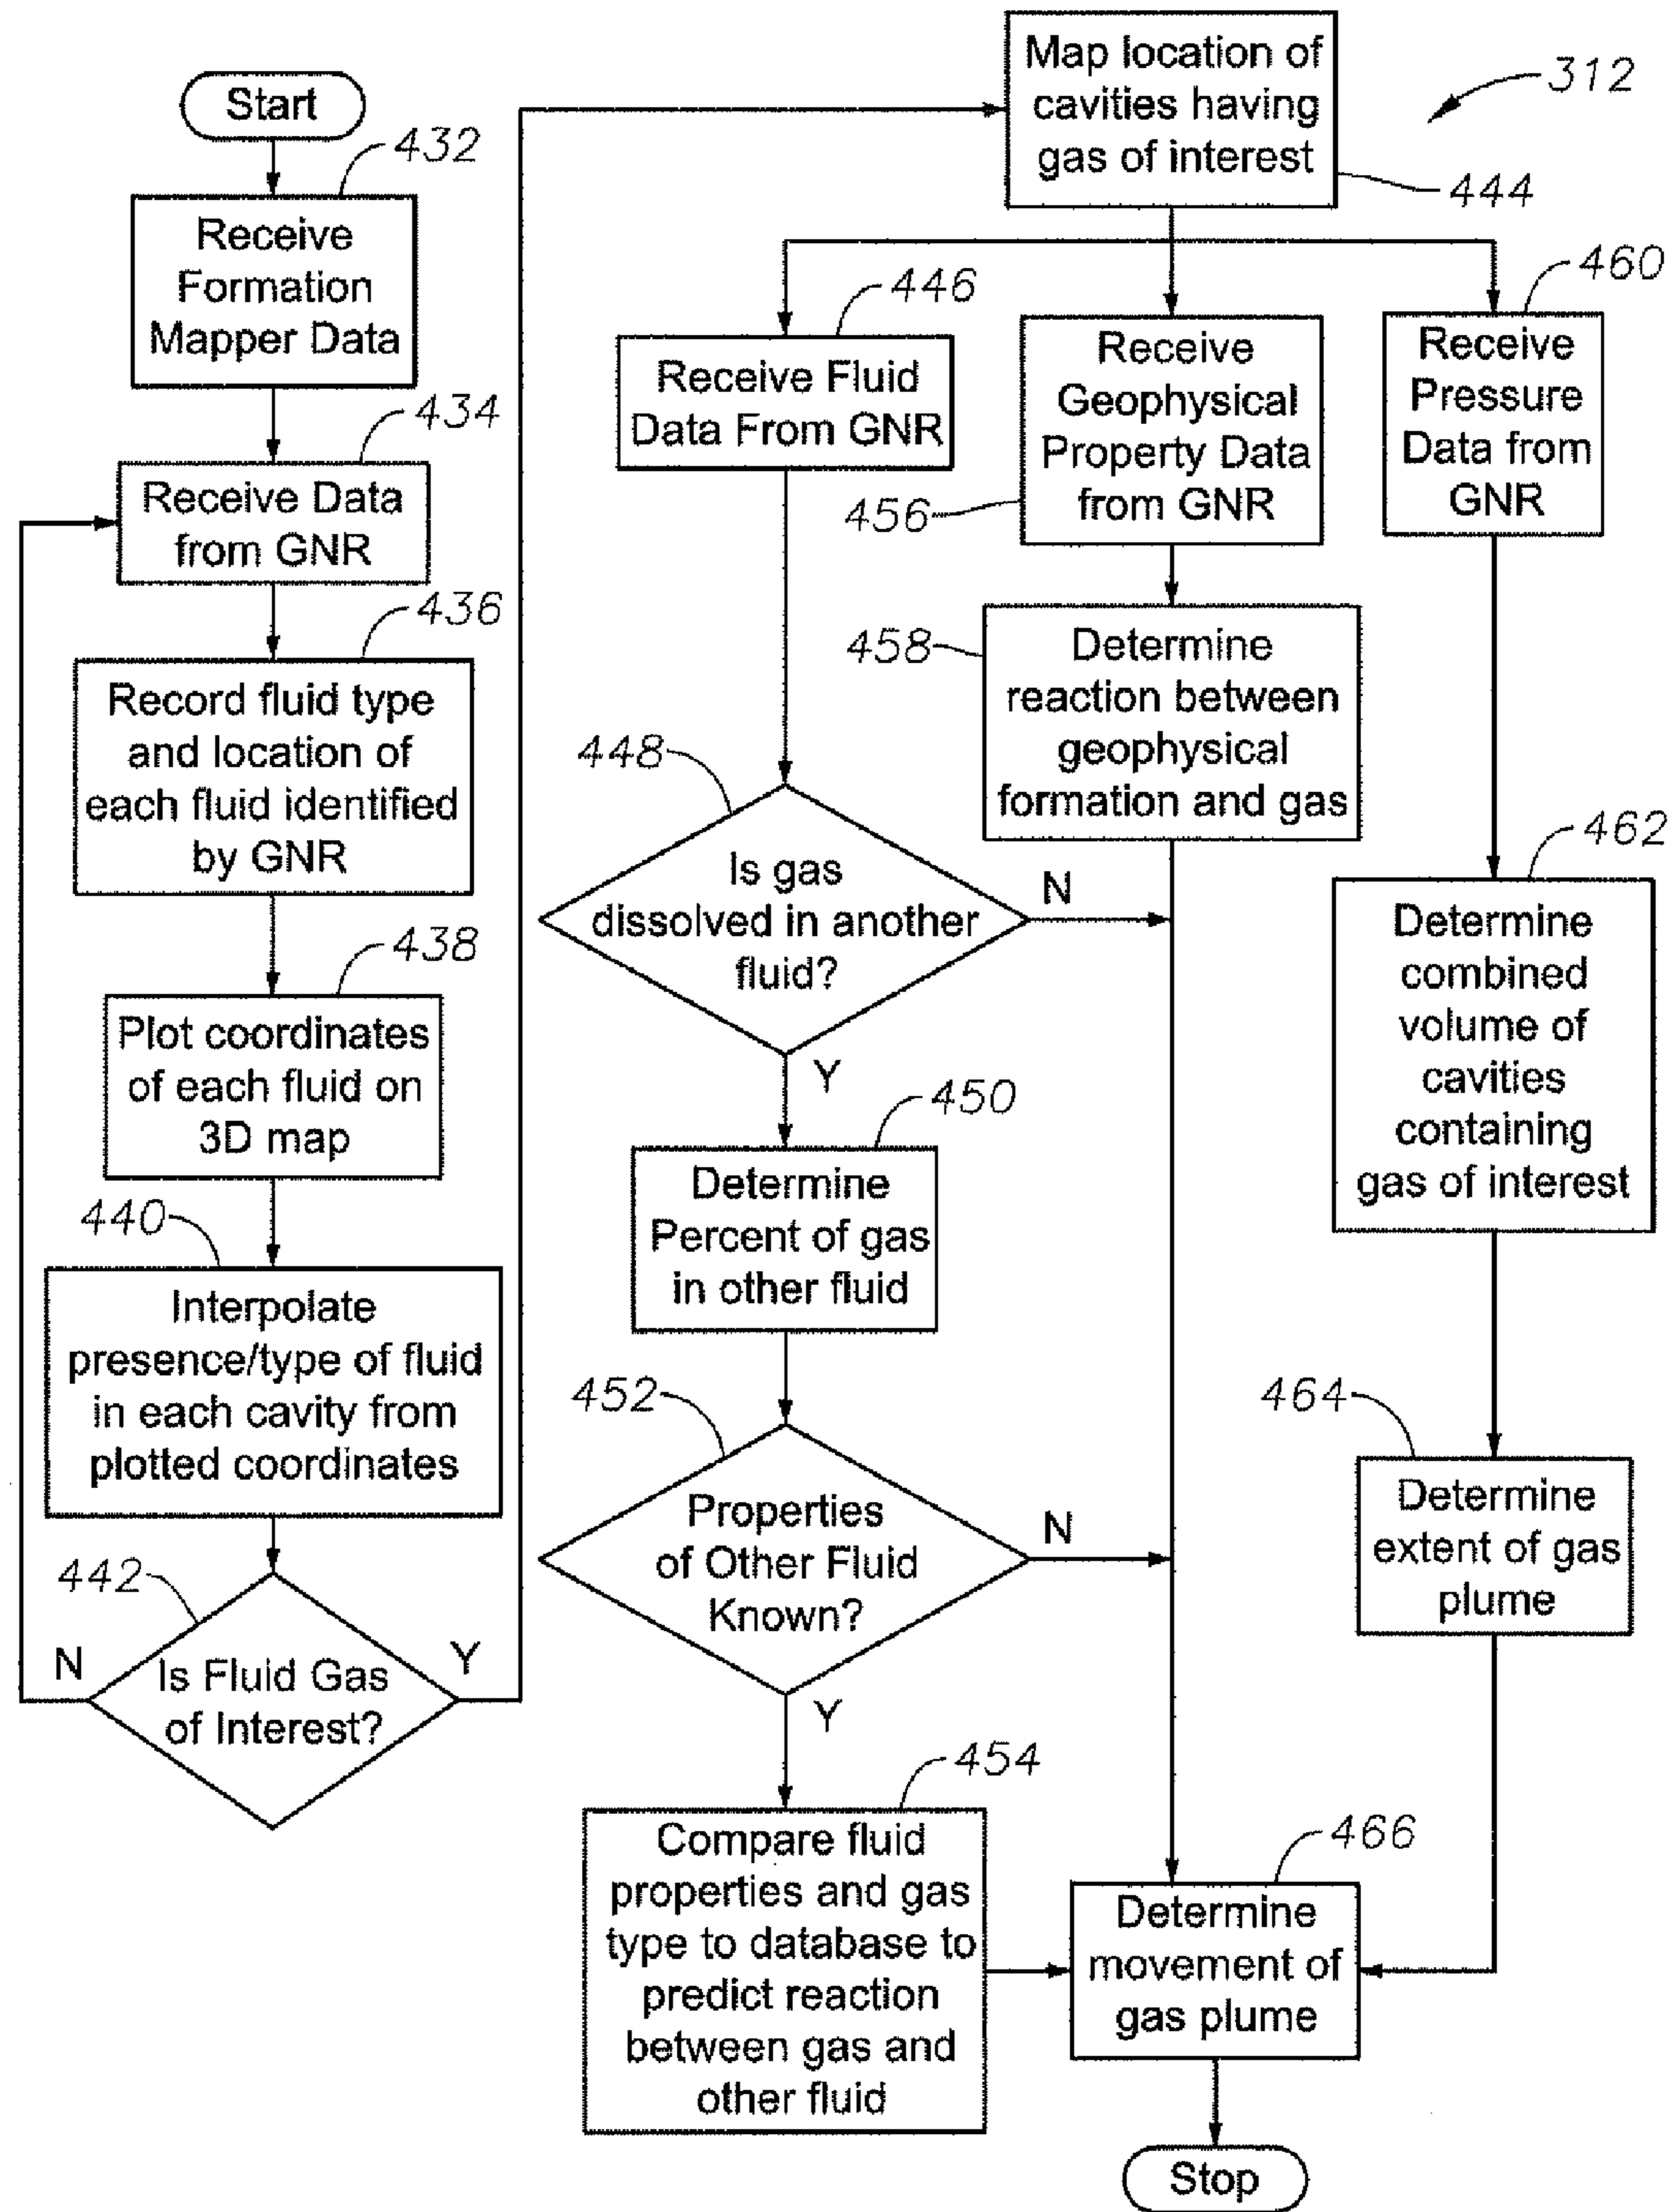 Start
432
Receive
Formation
Mapper Data
434
Receive Data
from GNR
436
Record fluid type
and location of
each fluid identified
by GNR
438
Plot coordinates
of each fluid on
3D map
440
Interpolate
presence/type of fluid
in each cavity from
plotted coordinates
442
Is Fluid Gas
of Interest?
N
Y
Map location of
cavities having
gas of interest
312
444
446
Receive Fluid
Data From GNR
448
Is gas
dissolved in another
fluid?
N
Y
450
Determine
Percent of gas
in other fluid
452
Properties
of Other Fluid
Known?
N
Y
454
Compare fluid
properties and gas
type to database to
predict reaction
between gas and
other fluid
Receive
Geophysical
Property Data
from GNR
456
458
Determine
reaction between
geophysical
formation and gas
460
Receive
Pressure
Data from
GNR
462
Determine
combined
volume of
cavities
containing
gas of interest
464
Determine
extent of gas
plume
466
Determine
movement of
gas plume
Stop